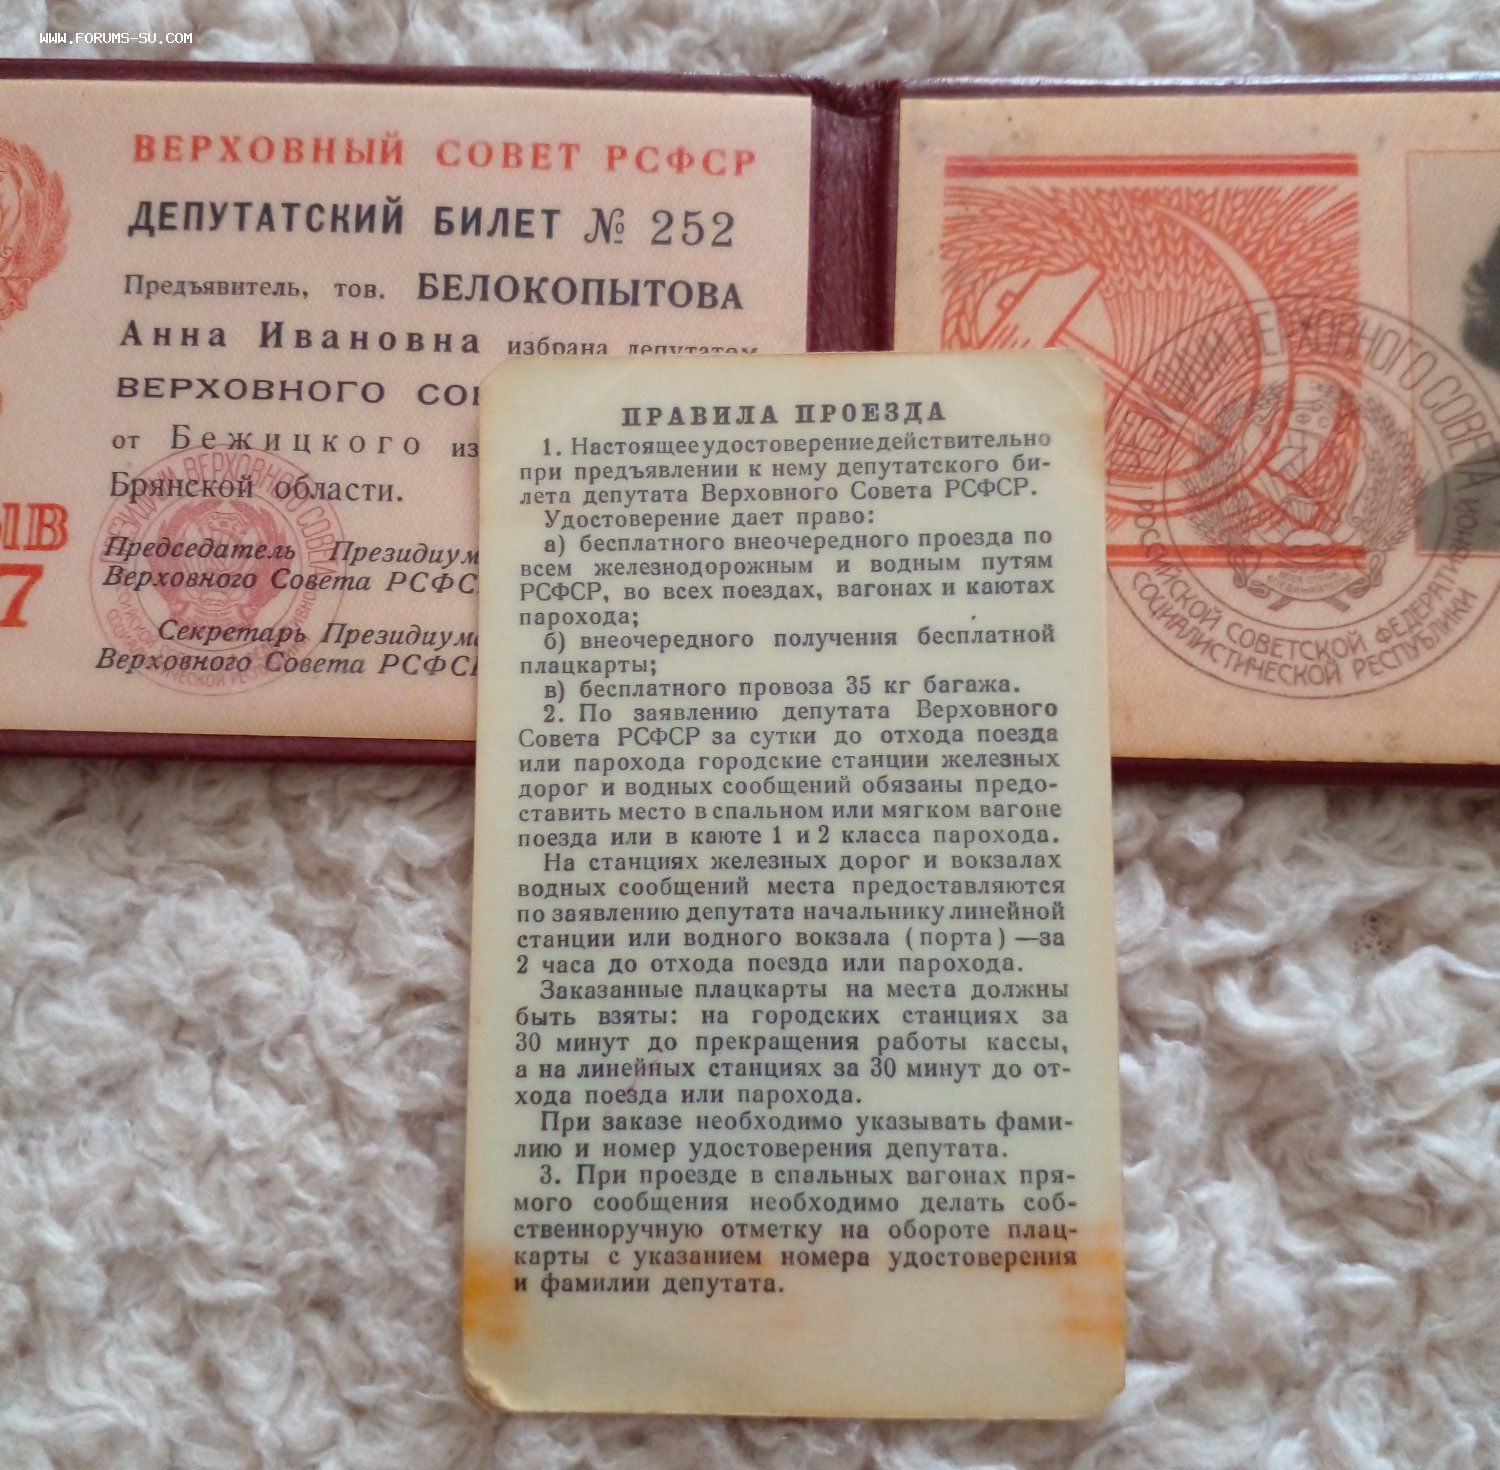 WWW.FORUMS-SU.COM
ВЕРХОВНЫЙ СОВЕТ РСФСР
ДЕПУТАТСКИЙ БИЛЕТ № 252
Предъявитель, тов. БЕЛОКОПЫТОВА
Анна Ивановна избрана депутатом
ВЕРХОВНОГО
от Бежицкого из
Брянской области.
Председатель Президиум
Верховного Совета РСФС
Секретарь Президиум
Верховного Совета РСФС
7
ПРАВИЛА ПРОЕЗДА
1. Настоящее удостоверение действительно
при предъявлении к нему депутатского би-
лета депутата Верховного Совета РСФСР.
Удостоверение дает право:
а) бесплатного внеочередного проезда по
всем железнодорожным и водным путям
РСФСР, во всех поездах, вагонах и каютах
парохода;
б) внеочередного получения бесплатной
плацкарты;
в) бесплатного провоза 35 кг багажа.
2. По заявлению депутата Верховного
Совета РСФСР за сутки до отхода поезда
или парохода городские станции железных
дорог и водных сообщений обязаны предо-
ставить место в спальном или мягком вагоне
поезда или в каюте 1 и 2 класса парохода.
На станциях железных дорог и вокзалах
водных сообщений места предоставляются
по заявлению депутата начальнику линейной
станции или водного вокзала (порта) —за
2 часа до отхода поезда или парохода.
Заказанные плацкарты на места должны
быть взяты: на городских станциях за
30 минут до прекращения работы кассы,
а на линейных станциях за 30 минут до от-
хода поезда или парохода.
При заказе необходимо указывать фами-
лию и номер удостоверения депутата.
3. При проезде в спальных вагонах пря-
мого сообщения необходимо делать соб-
ственноручную отметку на обороте плац-
карты с указанием номера удостоверения
и фамилии депутата.
ВЕРХОВНОГО СОВЕТА
РОССИЙСКОЙ СОВЕТСКОЙ ФЕДЕРАТИВНОЙ
СОЦИАЛИСТИЧЕСКОЙ РЕСПУБЛИКИ